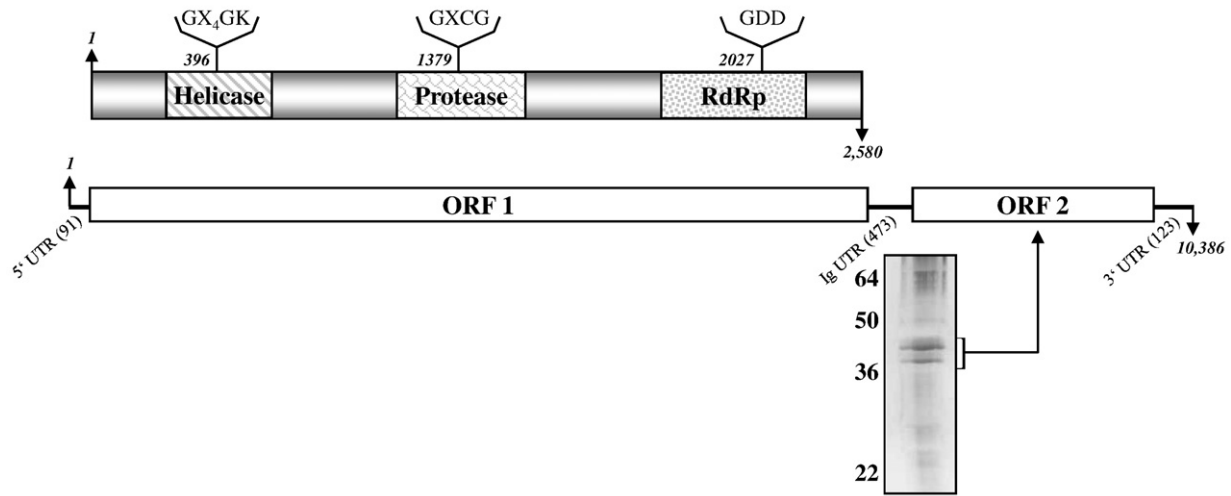 GX₄GK GXCG GDD
1 396 1379 2027
Helicase Protease RdRp
2,580
1
ORF 1 ORF 2
5‘ UTR (91) Ig UTR (473) 3‘ UTR (123) 10,386
64
50
36
22